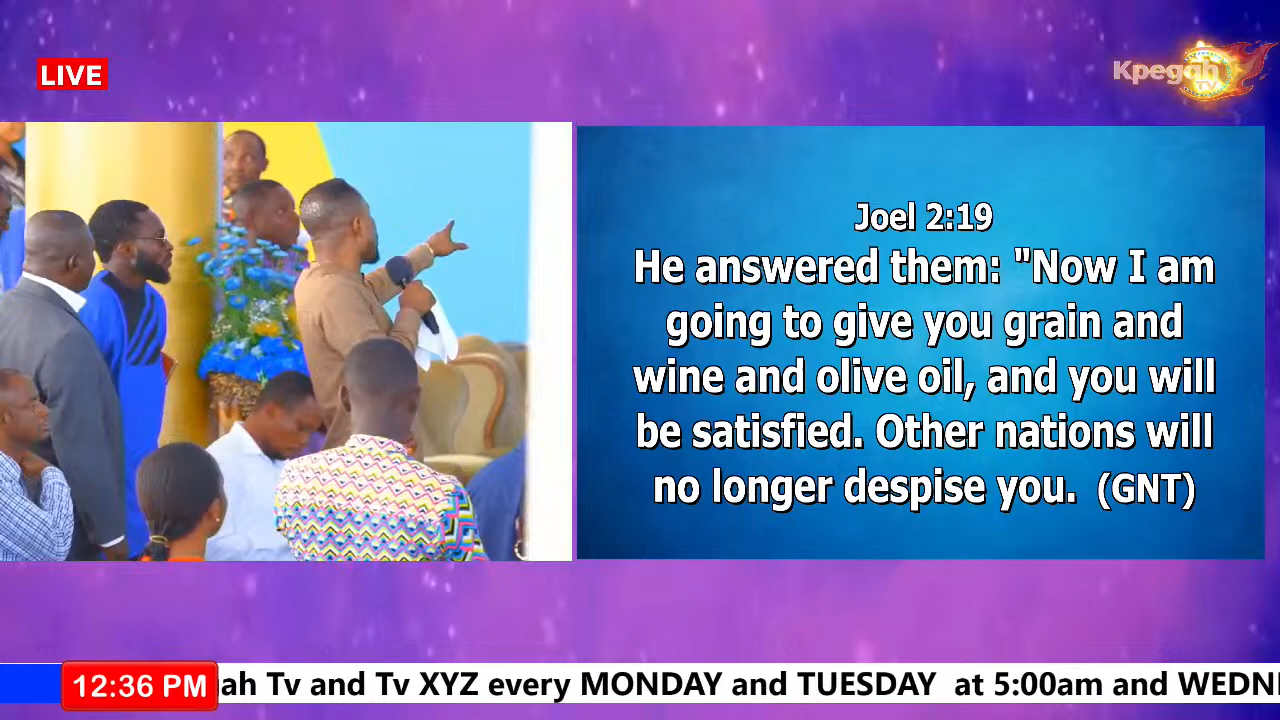 LIVE
Kpegah
TV
Joel 2:19
He answered them: "Now I am
going to give you grain and
wine and olive oil, and you will
be satisfied. Other nations will
no longer despise you. (GNT)
12:36 PM
ah Tv and Tv XYZ every MONDAY and TUESDAY at 5:00am and WEDN